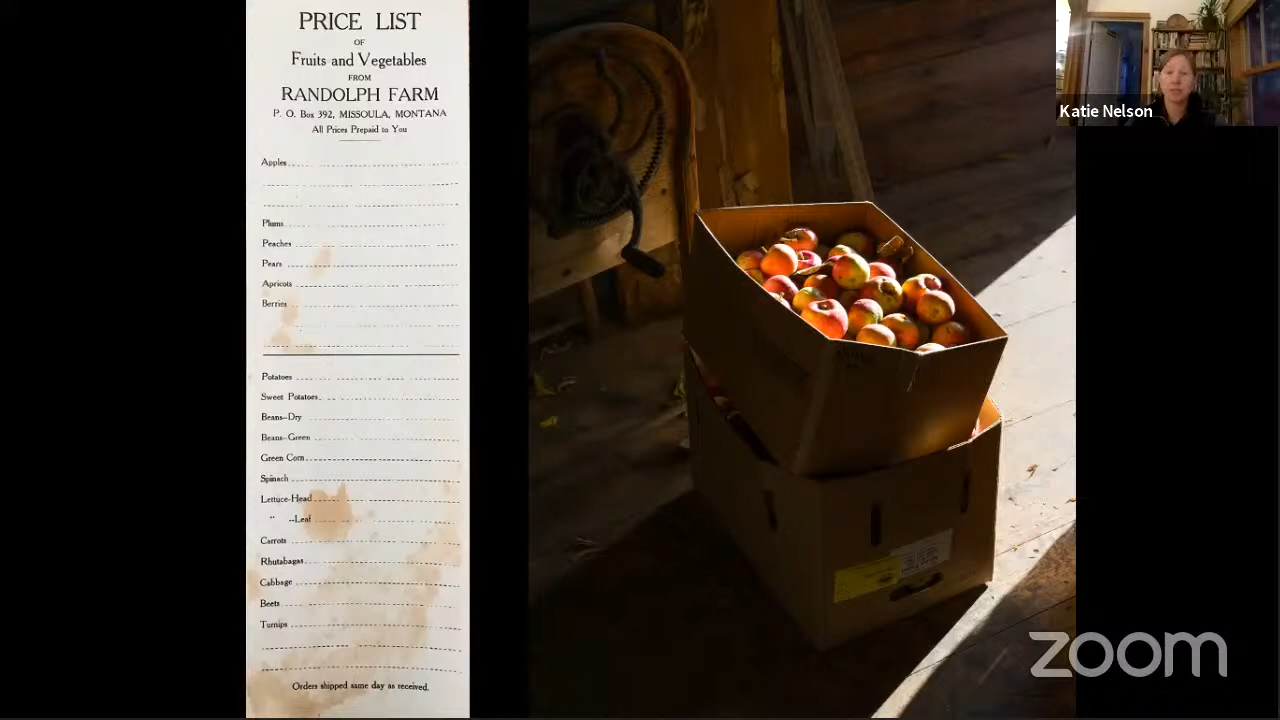 PRICE LIST
OF
Fruits and Vegetables
FROM
RANDOLPH FARM
P. O. Box 392, MISSOULA, MONTANA
All Prices Prepaid to You
Apples
Plums
Peaches
Pears
Apricots
Berries
Potatoes
Sweet Potatoes
Beans--Dry
Beans--Green
Green Corn
Spinach
Lettuce-Head
" --Leaf
Carrots
Rhutabagas
Cabbage
Beets
Turnips
Orders shipped same day as received.
Katie Nelson
zoom